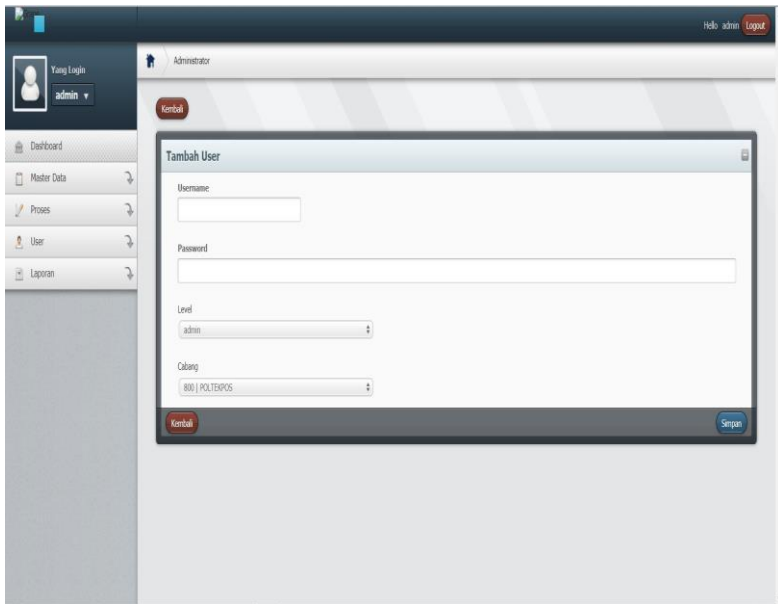 Hello admin Logout
Yang Login
admin
Administrator
Kembali
Dashboard
Master Data
Proses
User
Laporan
Tambah User
Username
Password
Level
admin
Cabang
800 | POLTEKPOS
Kembali
Simpan